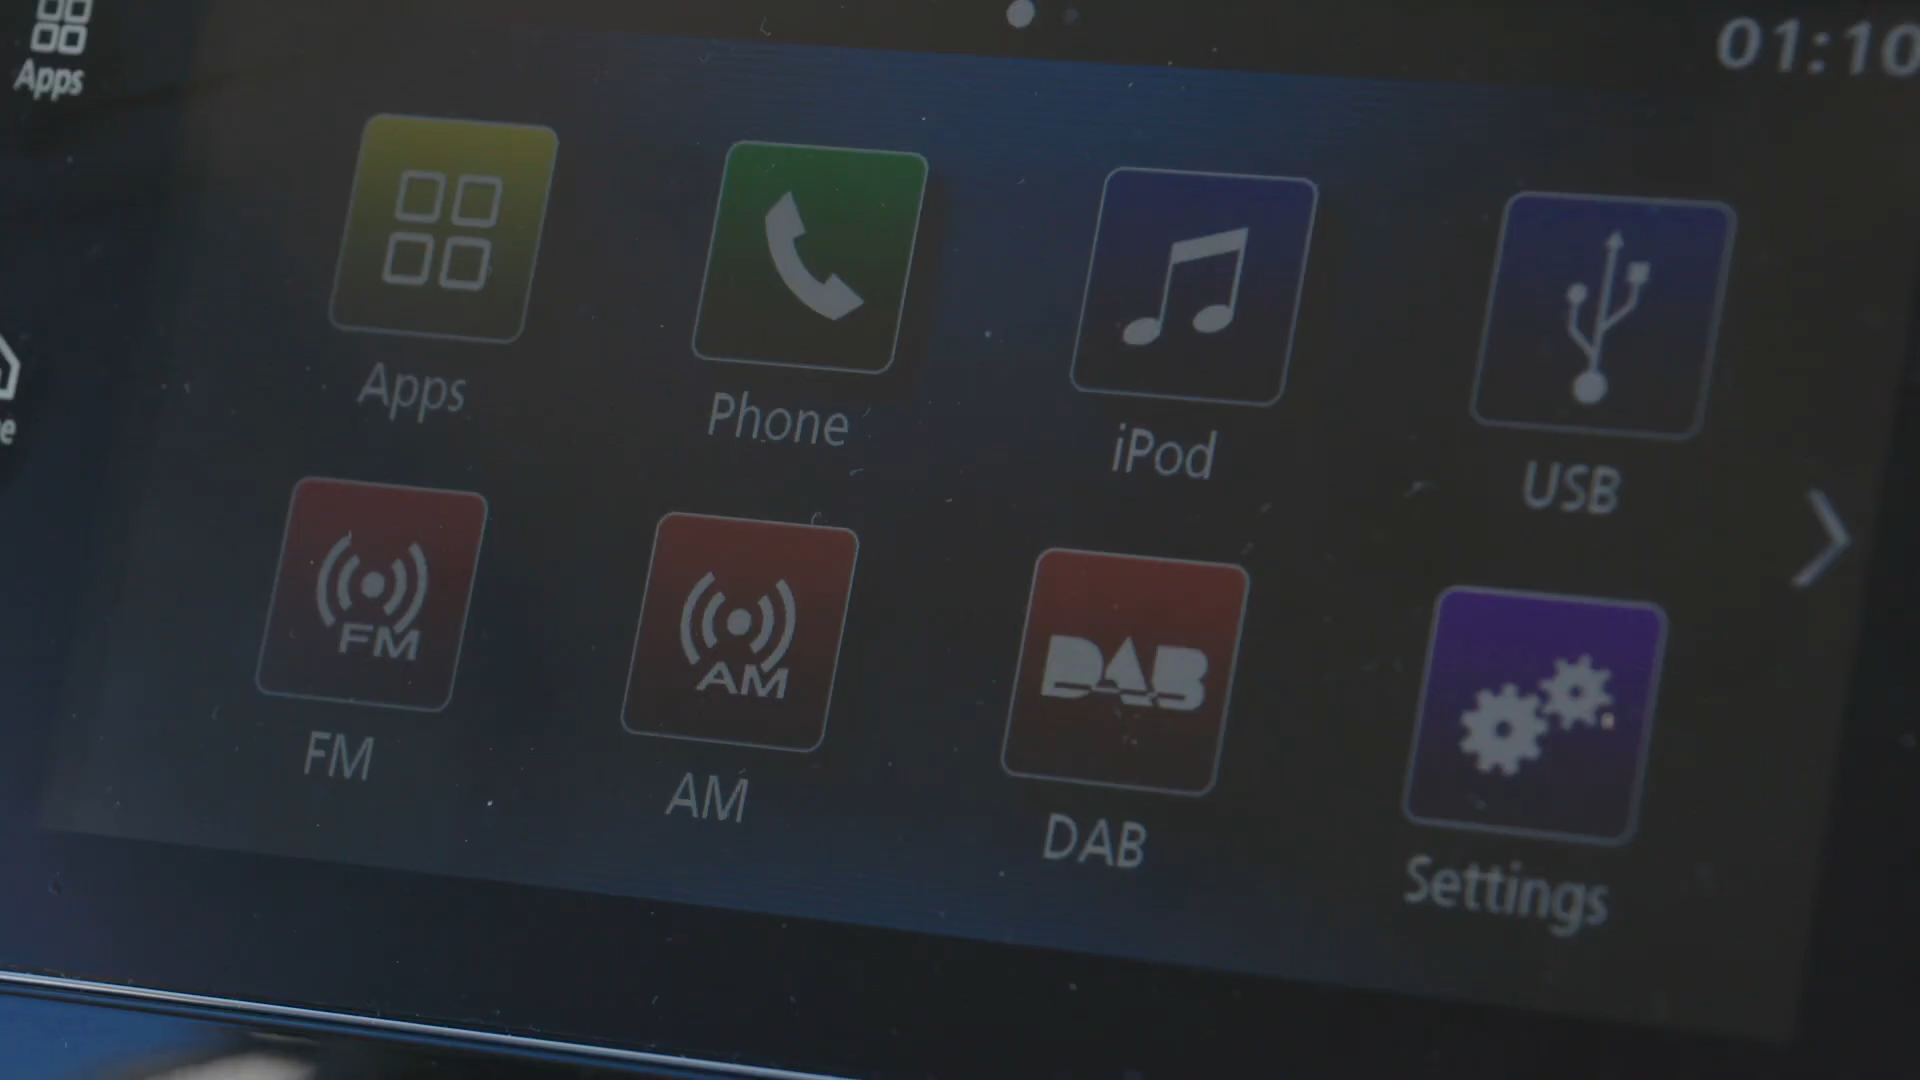 Apps
01:10
Apps
Phone
iPod
USB
FM
AM
DAB
FM
AM
DAB
Settings